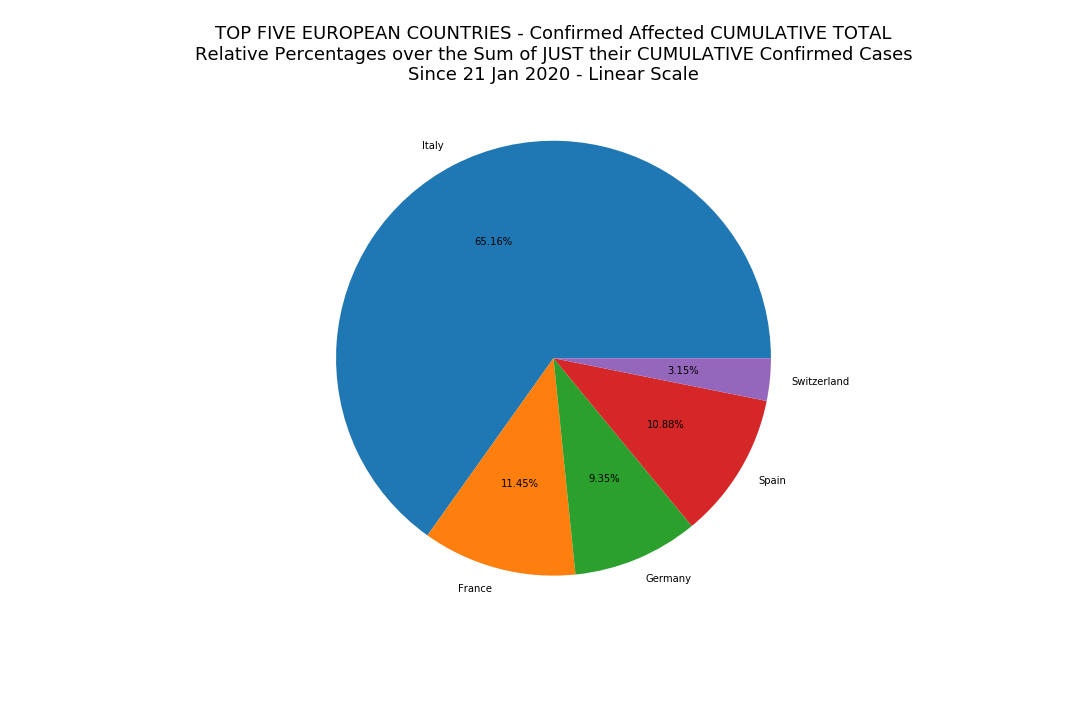 TOP FIVE EUROPEAN COUNTRIES - Confirmed Affected CUMULATIVE TOTAL
Relative Percentages over the Sum of JUST their CUMULATIVE Confirmed Cases
Since 21 Jan 2020 - Linear Scale
Italy
65.16%
3.15%
Switzerland
10.88%
Spain
11.45%
9.35%
Germany
France